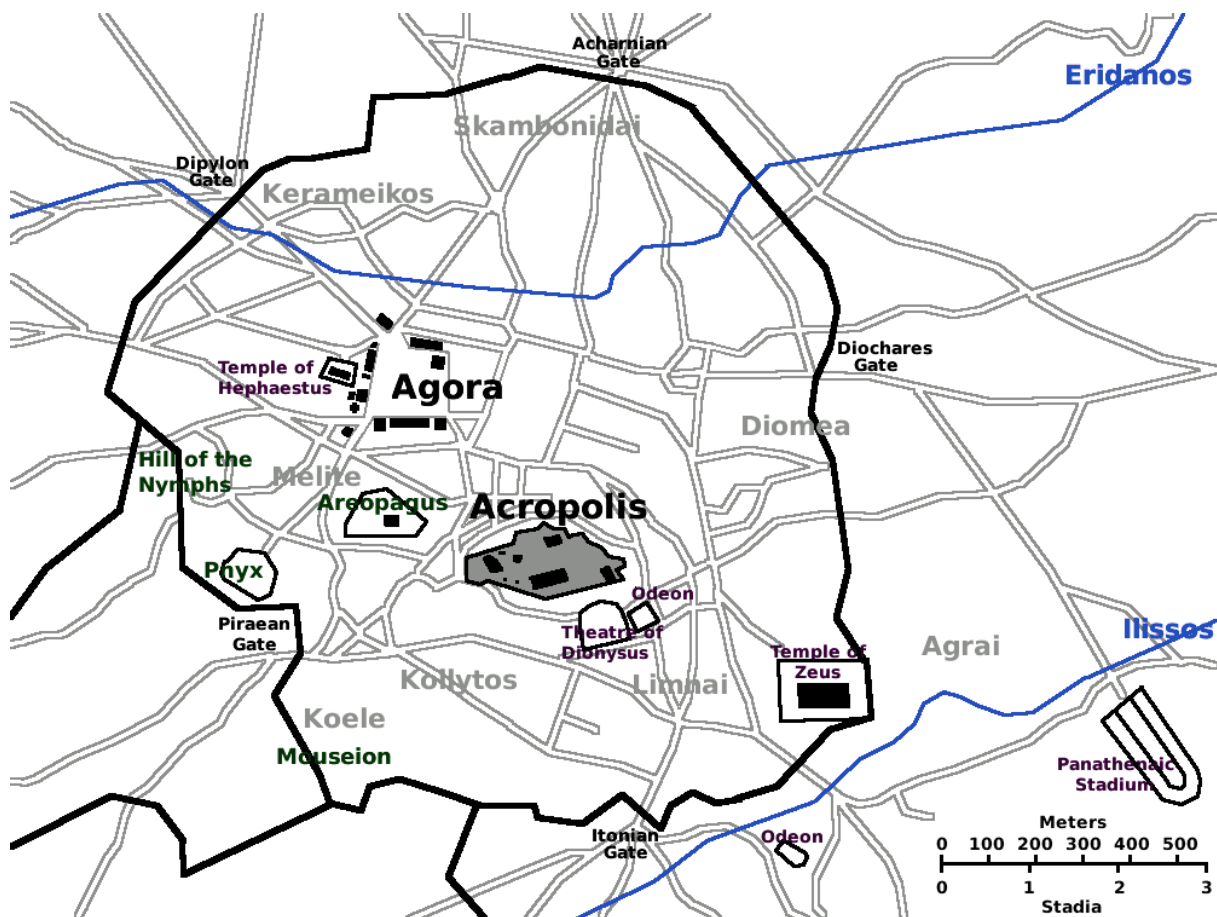 Acharnian
Gate
Eridanos
Skambonidai
Dipylon
Gate
Kerameikos
Diochares
Gate
Temple of
Hephaestus
Agora
Diomea
Hill of the
Nymphs
Melite
Areopagus
Acropolis
Phyx
Odeon
Piraean
Gate
Theatre of
Dionysus
Ilissos
Agrai
Temple of
Zeus
Kollytos
Limnai
Koele
Mouseion
Panathenaic
Stadium
Itonian
Gate
Odeon
Meters
0 100 200 300 400 500
0 1 2 3
Stadia